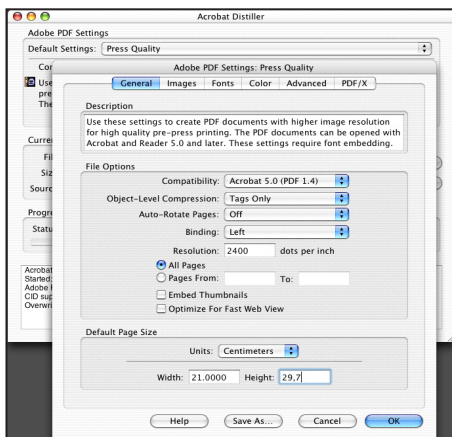 Acrobat Distiller
Adobe PDF Settings
Default Settings: Press Quality
Adobe PDF Settings: Press Quality
General Images Fonts Color Advanced PDF/X
Description
Use these settings to create PDF documents with higher image resolution
for high quality pre-press printing. The PDF documents can be opened with
Acrobat and Reader 5.0 and later. These settings require font embedding.
File Options
Compatibility: Acrobat 5.0 (PDF 1.4)
Object-Level Compression: Tags Only
Auto-Rotate Pages: Off
Binding: Left
Resolution: 2400 dots per inch
All Pages
Pages From: To:
Embed Thumbnails
Optimize For Fast Web View
Default Page Size
Units: Centimeters
Width: 21.0000 Height: 29,7
Help Save As... Cancel OK
Con
Use
pre
The
Curre
Fil
Siz
Sourc
Progre
Statu
Acrobat
Started:
Adobe
CID sup
Overwri